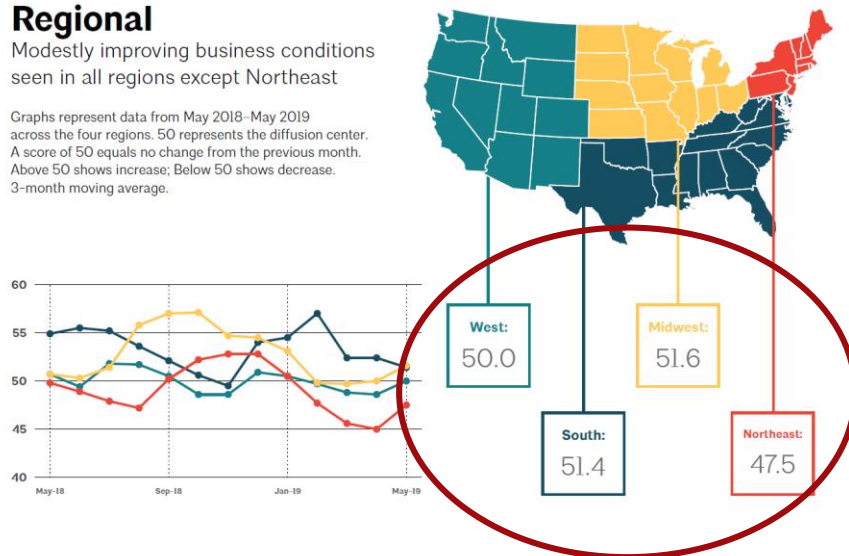 Regional
Modestly improving business conditions
seen in all regions except Northeast
Graphs represent data from May 2018–May 2019
across the four regions. 50 represents the diffusion center.
A score of 50 equals no change from the previous month.
Above 50 shows increase; Below 50 shows decrease.
3-month moving average.
60
55
50
45
40
May-18
Sep-18
Jan-19
May-19
West:
50.0
Midwest:
51.6
South:
51.4
Northeast:
47.5